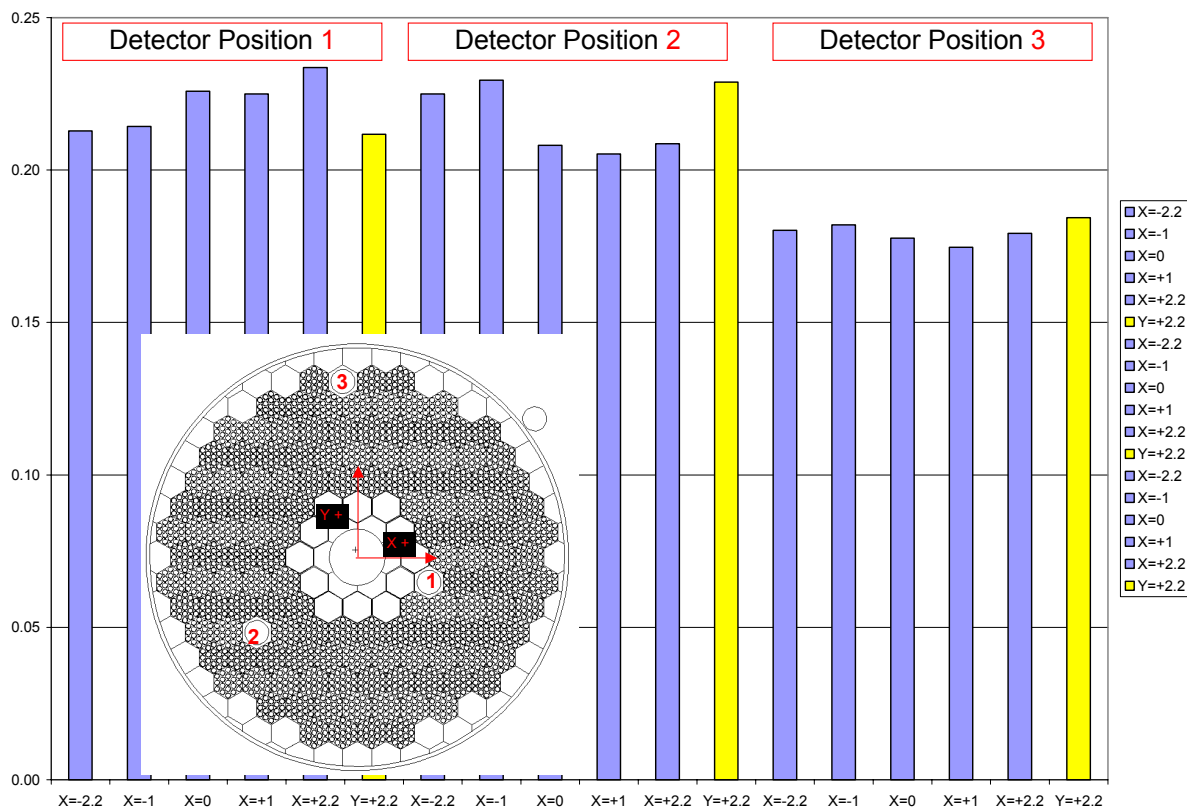 0.25
Detector Position 1
Detector Position 2
Detector Position 3
0.20
0.15
0.10
0.05
0.00
3
Y +
X +
1
2
X=-2.2 X=-1 X=0 X=+1 X=+2.2 Y=+2.2 X=-2.2 X=-1 X=0 X=+1 X=+2.2 Y=+2.2 X=-2.2 X=-1 X=0 X=+1 X=+2.2 Y=+2.2
X=-2.2
X=-1
X=0
X=+1
X=+2.2
Y=+2.2
X=-2.2
X=-1
X=0
X=+1
X=+2.2
Y=+2.2
X=-2.2
X=-1
X=0
X=+1
X=+2.2
Y=+2.2